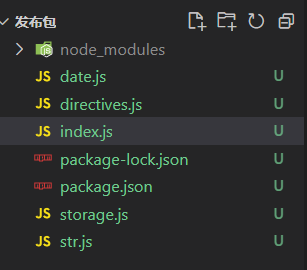 发布包
node_modules
JS date.js U
JS directives.js U
JS index.js U
package-lock.json U
package.json U
JS storage.js U
JS str.js U